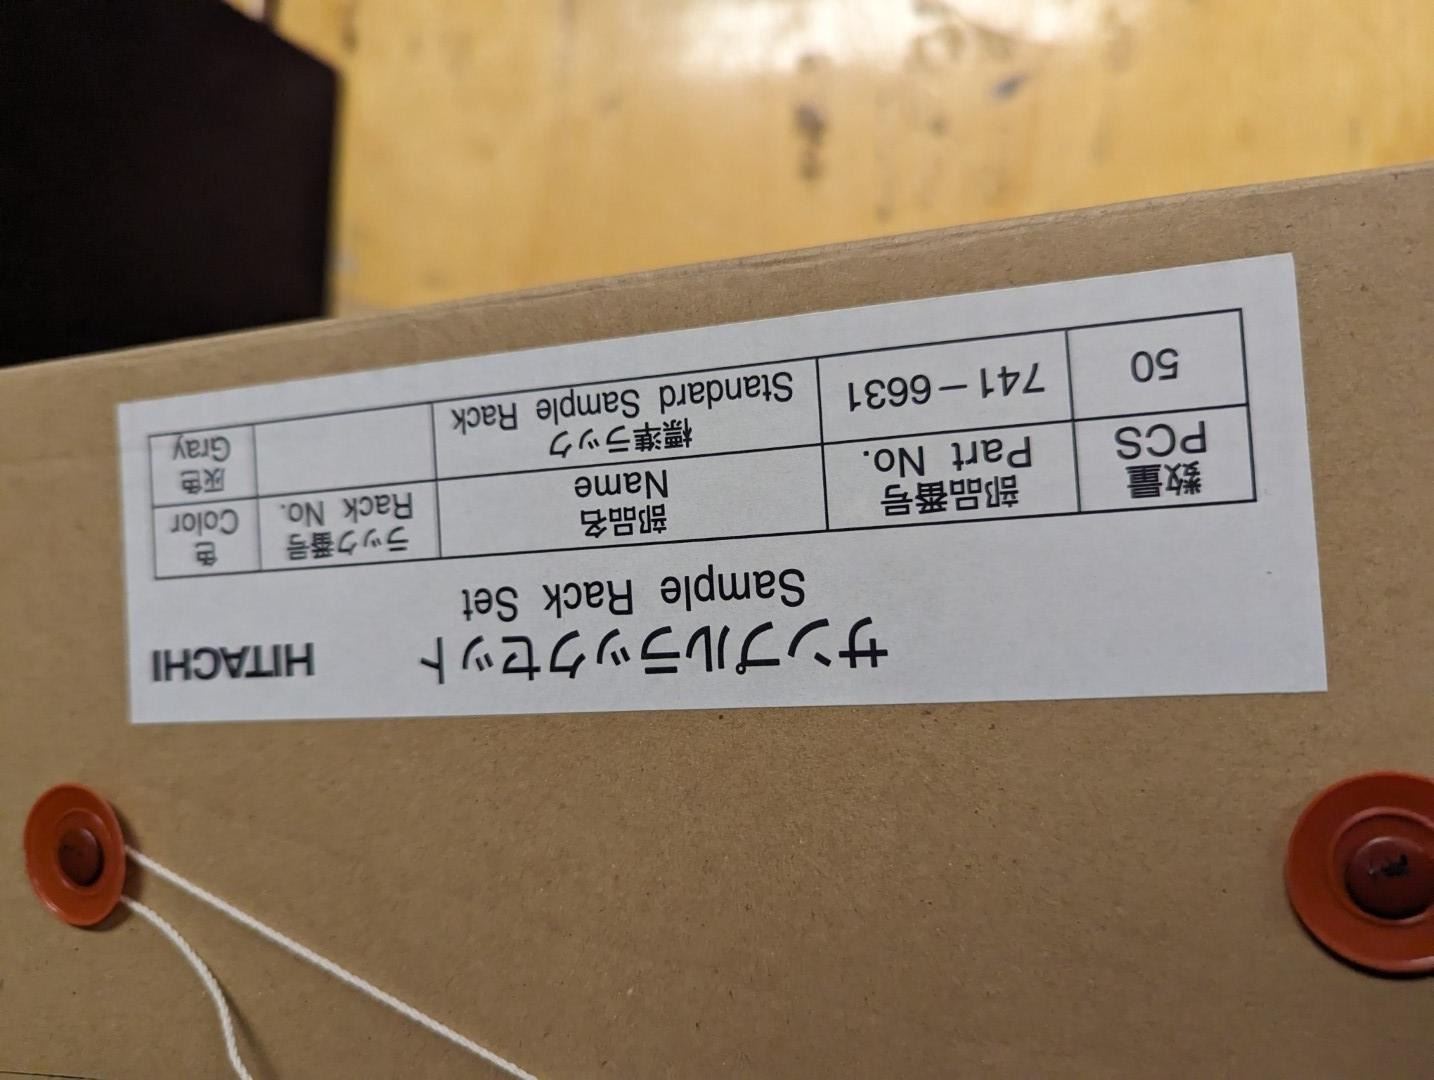 サンプルラックセット HITACHI
Sample Rack Set
数量 部品番号 部品名 ラック番号 色
PCS Part No. Name Rack No. Color
50 741-6631 標準ラック 灰色
Standard Sample Rack Gray